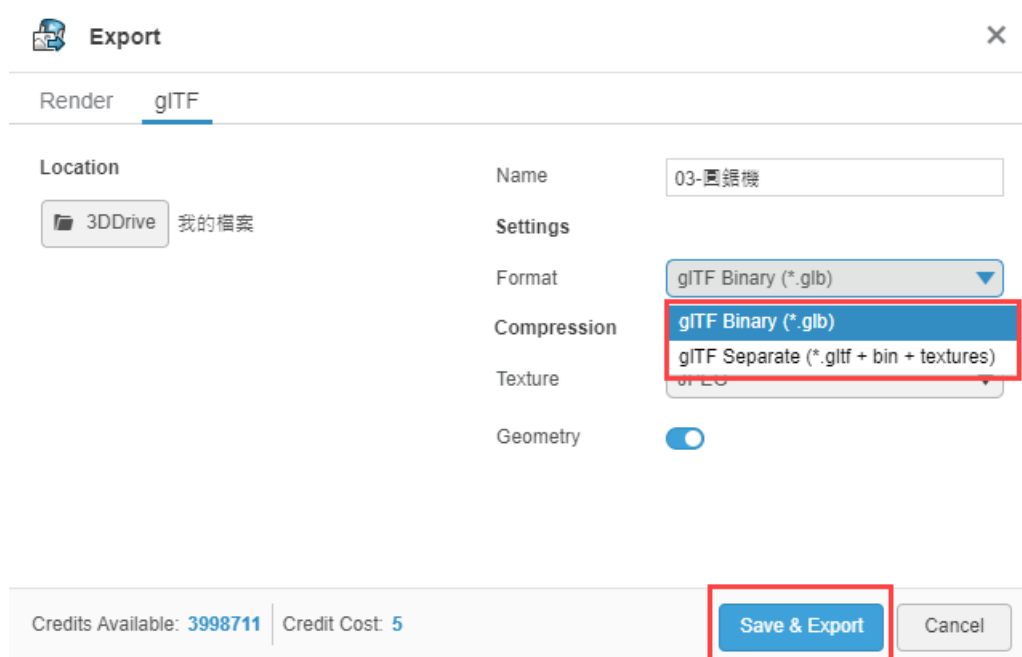 Export
Render glTF
Location
3DDrive 我的檔案
Name 03-圓鋸機
Settings
Format glTF Binary (*.glb)
glTF Binary (*.glb)
glTF Separate (*.gltf + bin + textures)
Compression
Texture JPEG
Geometry
Credits Available: 3998711 Credit Cost: 5
Save & Export Cancel